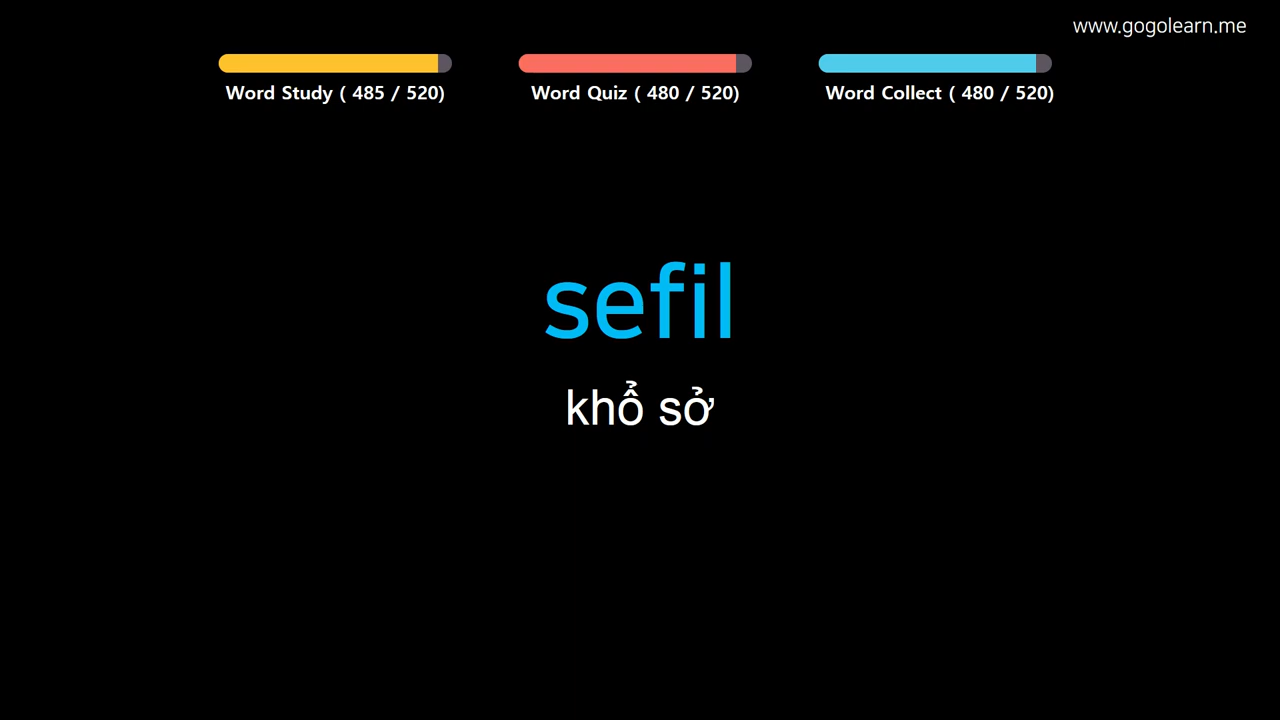 www.gogolearn.me
Word Study ( 485 / 520)
Word Quiz ( 480 / 520)
Word Collect ( 480 / 520)
sefil
khổ sở